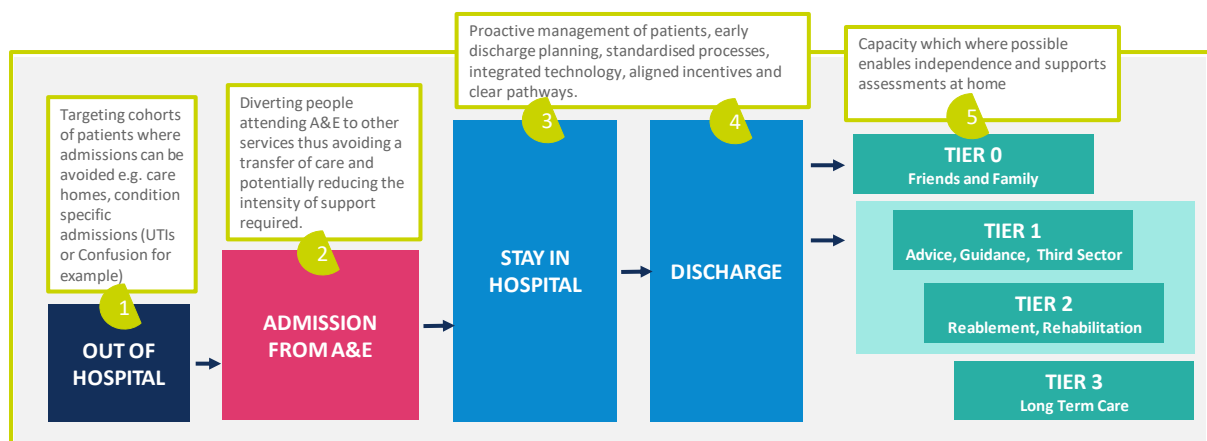 Targeting cohorts
of patients where
admissions can be
avoided e.g. care
homes, condition
specific
admissions (UTIs
or Confusion for
example)
1
OUT OF
HOSPITAL
Diverting people
attending A&E to other
services thus avoiding a
transfer of care and
potentially reducing the
intensity of support
required.
2
ADMISSION
FROM A&E
Proactive management of patients, early
discharge planning, standardised processes,
integrated technology, aligned incentives and
clear pathways.
3
STAY IN
HOSPITAL
4
DISCHARGE
Capacity which where possible
enables independence and supports
assessments at home
5
TIER 0
Friends and Family
TIER 1
Advice, Guidance, Third Sector
TIER 2
Reablement, Rehabilitation
TIER 3
Long Term Care